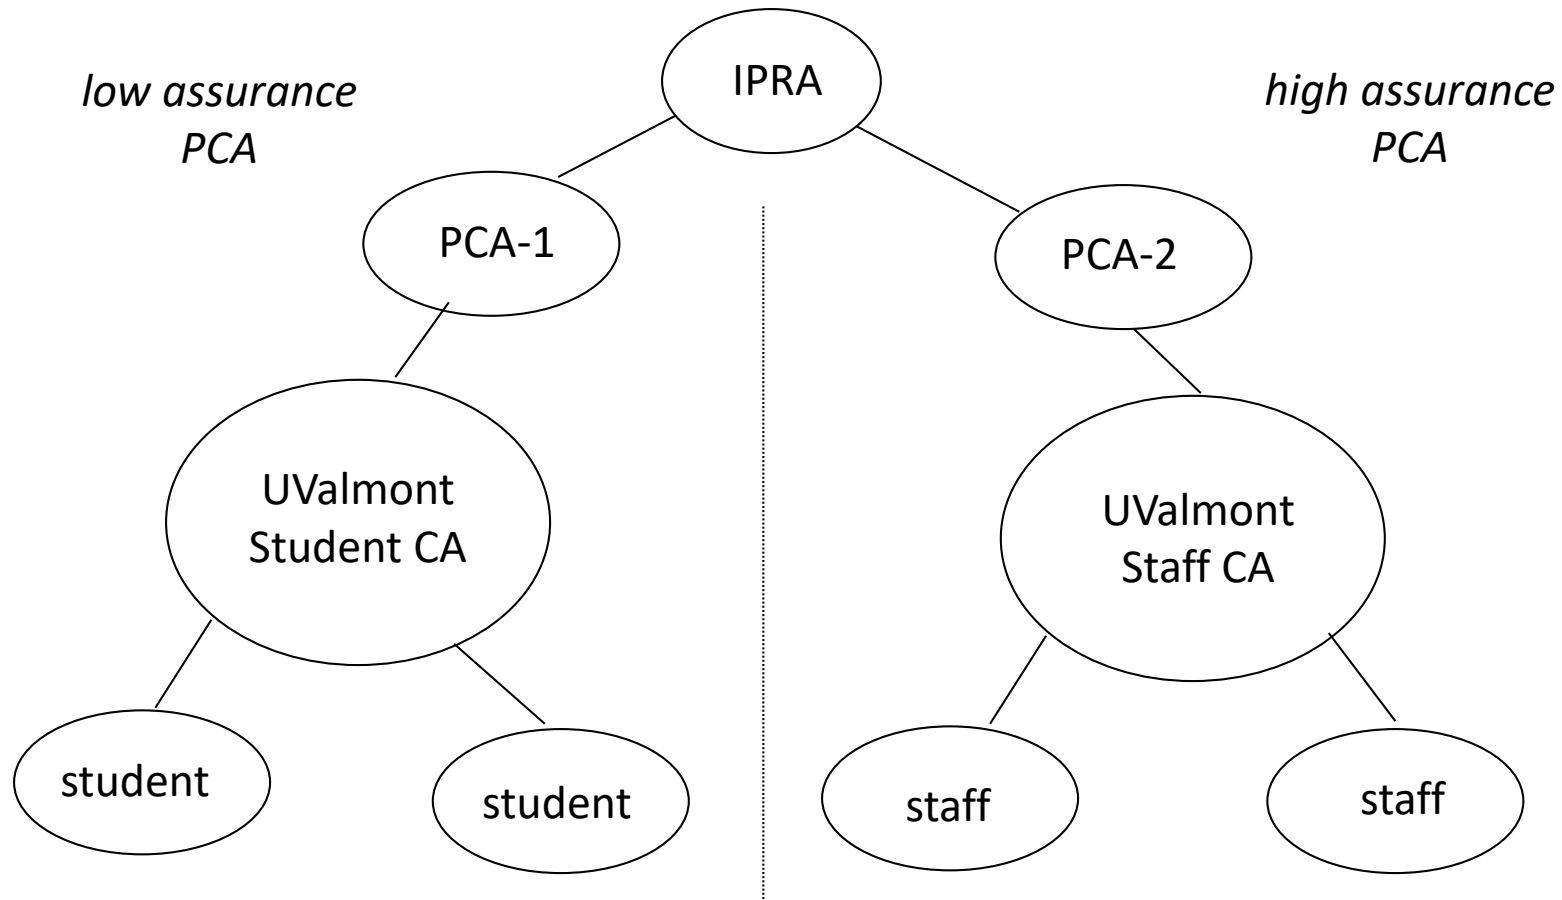 IPRA
low assurance
PCA
high assurance
PCA
PCA-1
PCA-2
UValmont
Student CA
UValmont
Staff CA
student
student
staff
staff